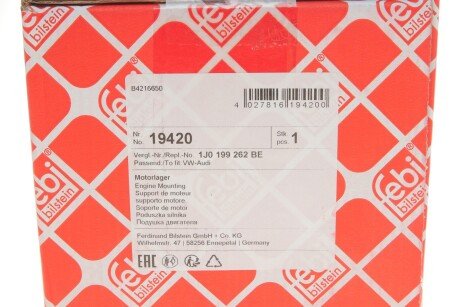 febi
bilstein
B4216650
4 027816 194200
Nr.
No. 19420
Stk
pcs. 1
Vergl.-Nr./Repl.-No. 1J0 199 262 BE
Passend./To fit VW-Audi
Motorlager
Engine Mounting
Support de moteur
supporto motore
Soporte de motor
Poduszka silnika
Подушка двигателя
Ferdinand Bilstein GmbH + Co. KG
Wilhelmstr. 47 | 58256 Ennepetal | Germany
EAC